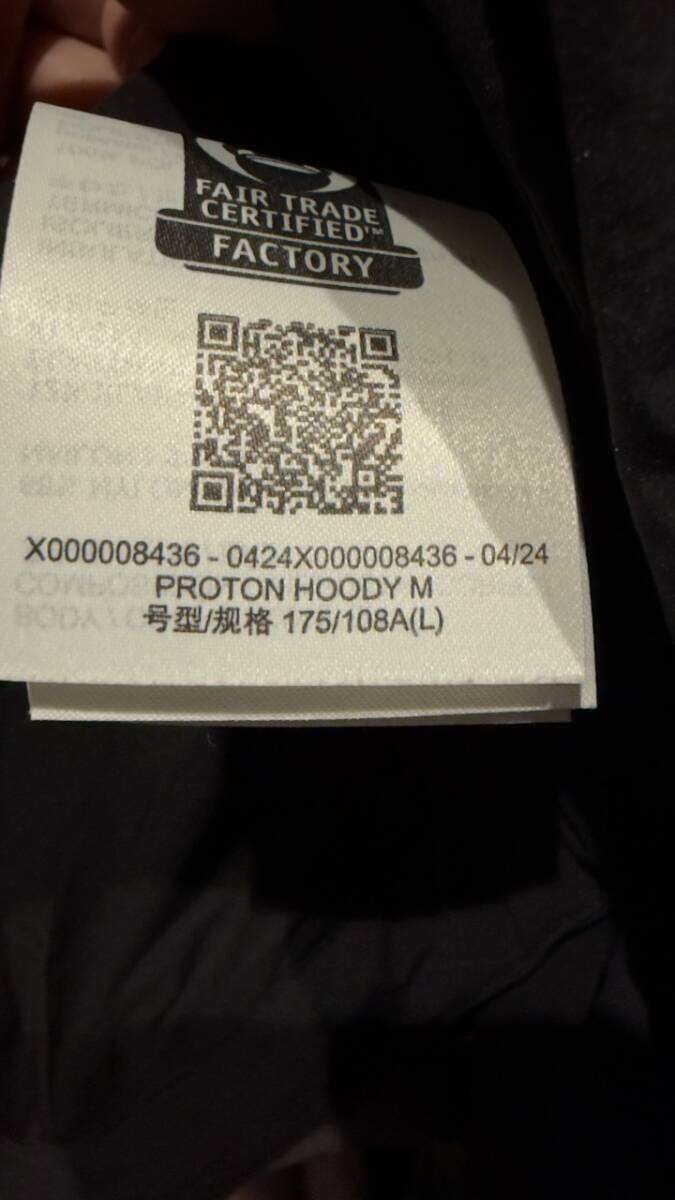 FAIR TRADE
CERTIFIED™
FACTORY
X000008436 - 0424X000008436 - 04/24
PROTON HOODY M
号型/规格 175/108A(L)